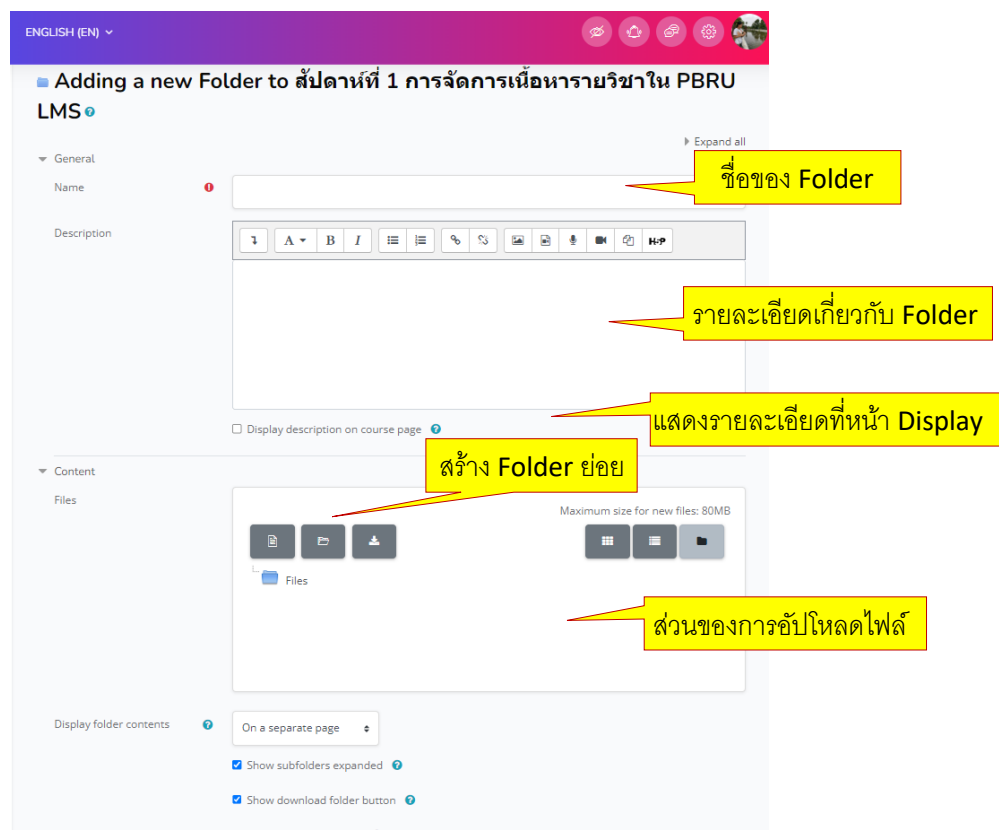 ENGLISH (EN)
Adding a new Folder to สัปดาห์ที่ 1 การจัดการเนื้อหารายวิชาใน PBRU
LMS
Expand all
General
ชื่อของ Folder
Name
Description
A B I H-P
รายละเอียดเกี่ยวกับ Folder
แสดงรายละเอียดที่หน้า Display
Display description on course page
สร้าง Folder ย่อย
Content
Files
Maximum size for new files: 80MB
Files
ส่วนของการอัปโหลดไฟล์
Display folder contents
On a separate page
Show subfolders expanded
Show download folder button